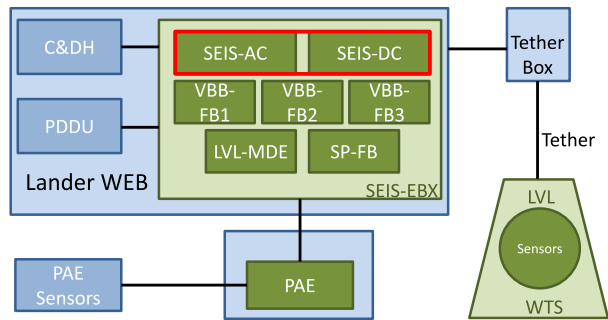 C&DH
SEIS-AC
SEIS-DC
Tether
Box
VBB-
FB1
VBB-
FB2
VBB-
FB3
PDDU
Tether
LVL-MDE
SP-FB
Lander WEB
SEIS-EBX
LVL
Sensors
WTS
PAE
Sensors
PAE